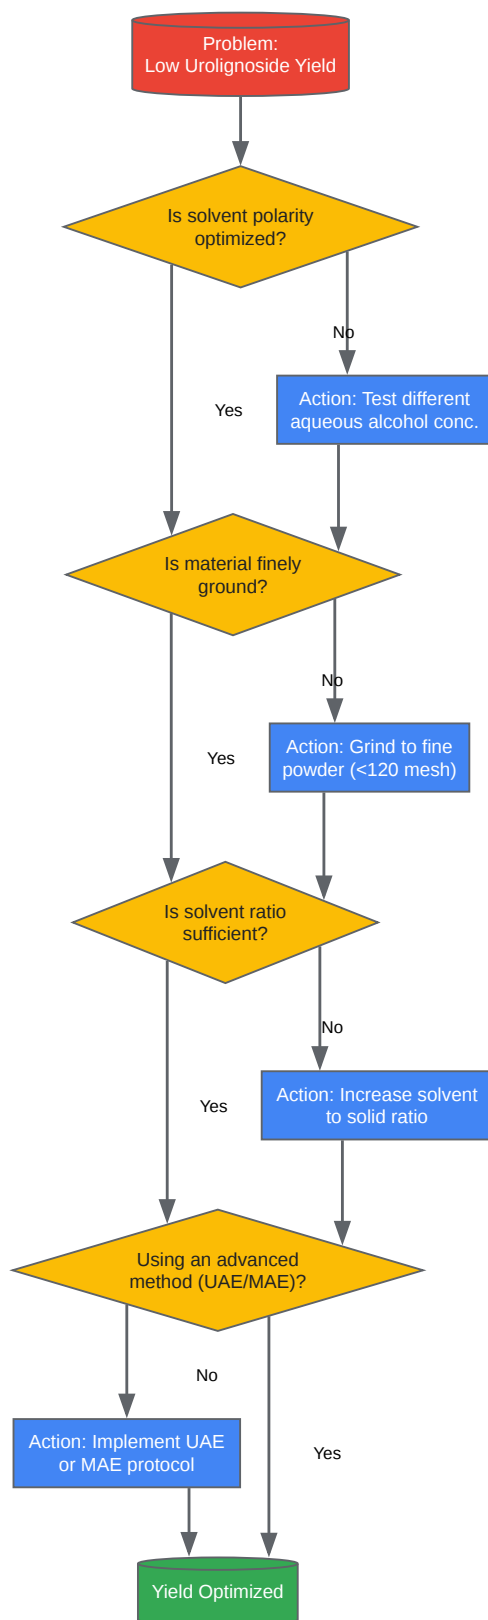 Problem:
Low Urolignoside Yield
Is solvent polarity
optimized?
No
Yes
Action: Test different
aqueous alcohol conc.
Is material finely
ground?
No
Yes
Action: Grind to fine
powder (<120 mesh)
Is solvent ratio
sufficient?
No
Yes
Action: Increase solvent
to solid ratio
Using an advanced
method (UAE/MAE)?
No
Action: Implement UAE
or MAE protocol
Yes
Yield Optimized